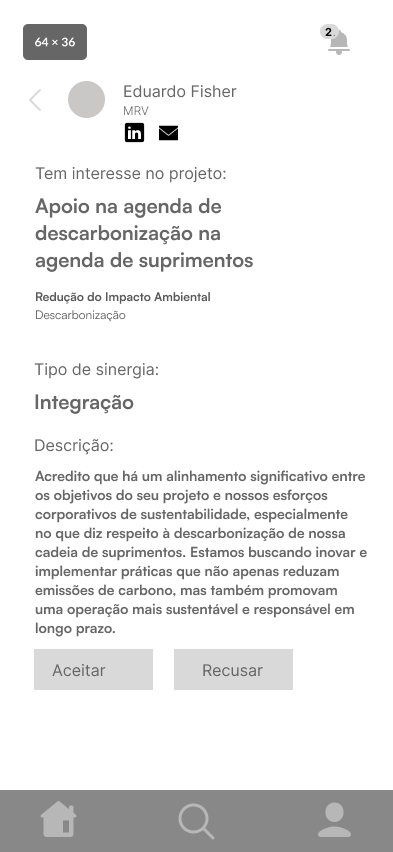 64 × 36
2
Eduardo Fisher
MRV
in
Tem interesse no projeto:
Apoio na agenda de
descarbonização na
agenda de suprimentos
Redução do Impacto Ambiental
Descarbonização
Tipo de sinergia:
Integração
Descrição:
Acredito que há um alinhamento significativo entre
os objetivos do seu projeto e nossos esforços
corporativos de sustentabilidade, especialmente
no que diz respeito à descarbonização de nossa
cadeia de suprimentos. Estamos buscando inovar e
implementar práticas que não apenas reduzam
emissões de carbono, mas também promovam
uma operação mais sustentável e responsável em
longo prazo.
Aceitar
Recusar